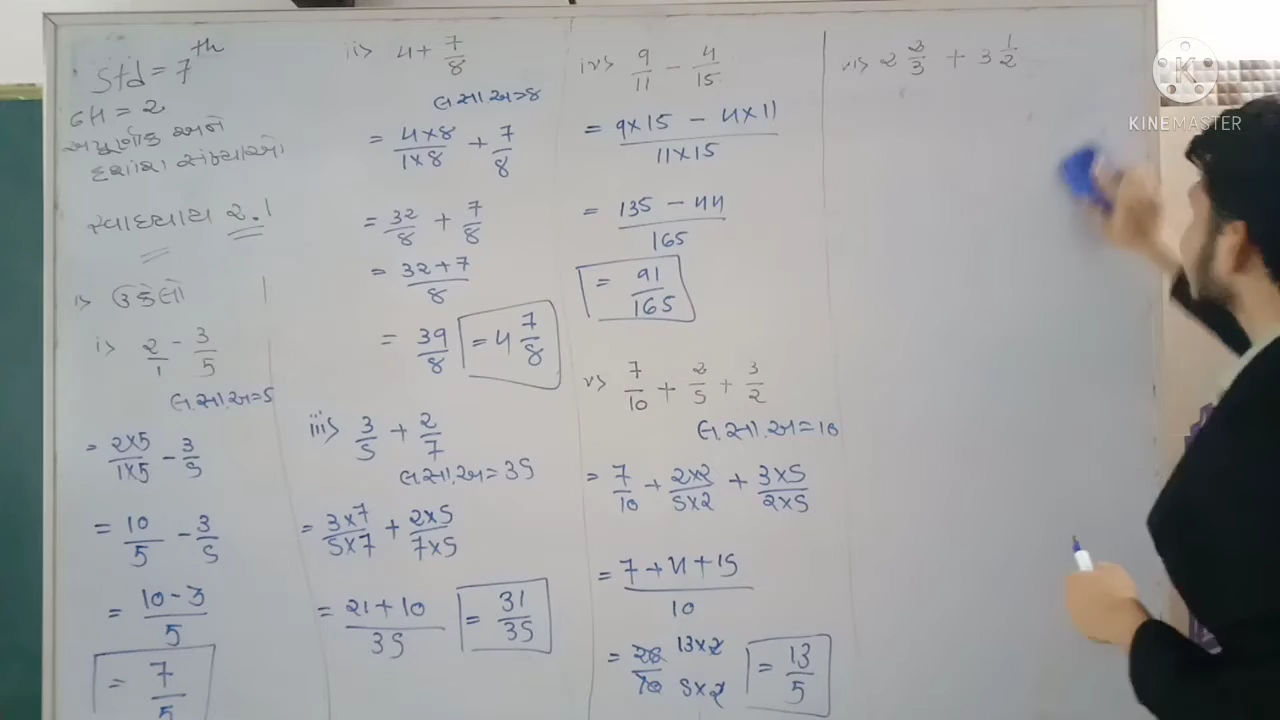 Std = 7th
GM = 2
અપૂર્ણાંક અને
દશાંશ સંખ્યાઓ
સ્વાધ્યાય ૨.1
1> ઉકેલો
i> 2/1 - 3/5
લ.સા.અ.=5
= 2×5/1×5 - 3/5
= 10/5 - 3/5
= 10-3/5
= 7/5
ii> 4 + 7/8
લ સા.અ=8
= 4×8/1×8 + 7/8
= 32/8 + 7/8
= 32+7/8
= 39/8 = 4 7/8
iii> 3/5 + 2/7
લસા.અ = 35
= 3×7/5×7 + 2×5/7×5
= 21+10/35 = 31/35
iv> 9/11 - 4/15
= 9×15 - 4×11/11×15
= 135 - 44/165
= 91/165
v> 7/10 + 2/5 + 3/2
લ.સા.અ=10
= 7/10 + 2×2/5×2 + 3×5/2×5
= 7+4+15/10
= 26/10 13×2/5×2 = 13/5
vi> 2 2/3 + 3 1/2
K
KINEMASTER